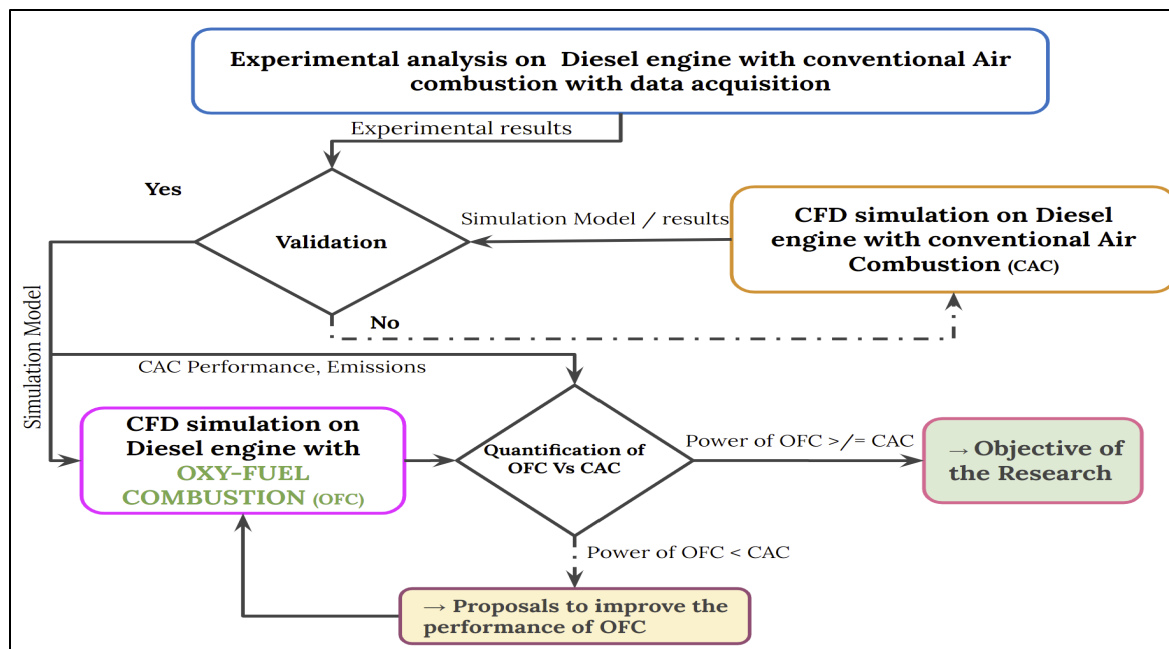 Experimental analysis on Diesel engine with conventional Air
combustion with data acquisition
Experimental results
Yes
Validation
Simulation Model / results
CFD simulation on Diesel
engine with conventional Air
Combustion (CAC)
No
Simulation Model
CAC Performance, Emissions
CFD simulation on
Diesel engine with
OXY-FUEL
COMBUSTION (OFC)
Quantification of
OFC Vs CAC
Power of OFC >/= CAC
→ Objective of
the Research
Power of OFC < CAC
→ Proposals to improve the
performance of OFC